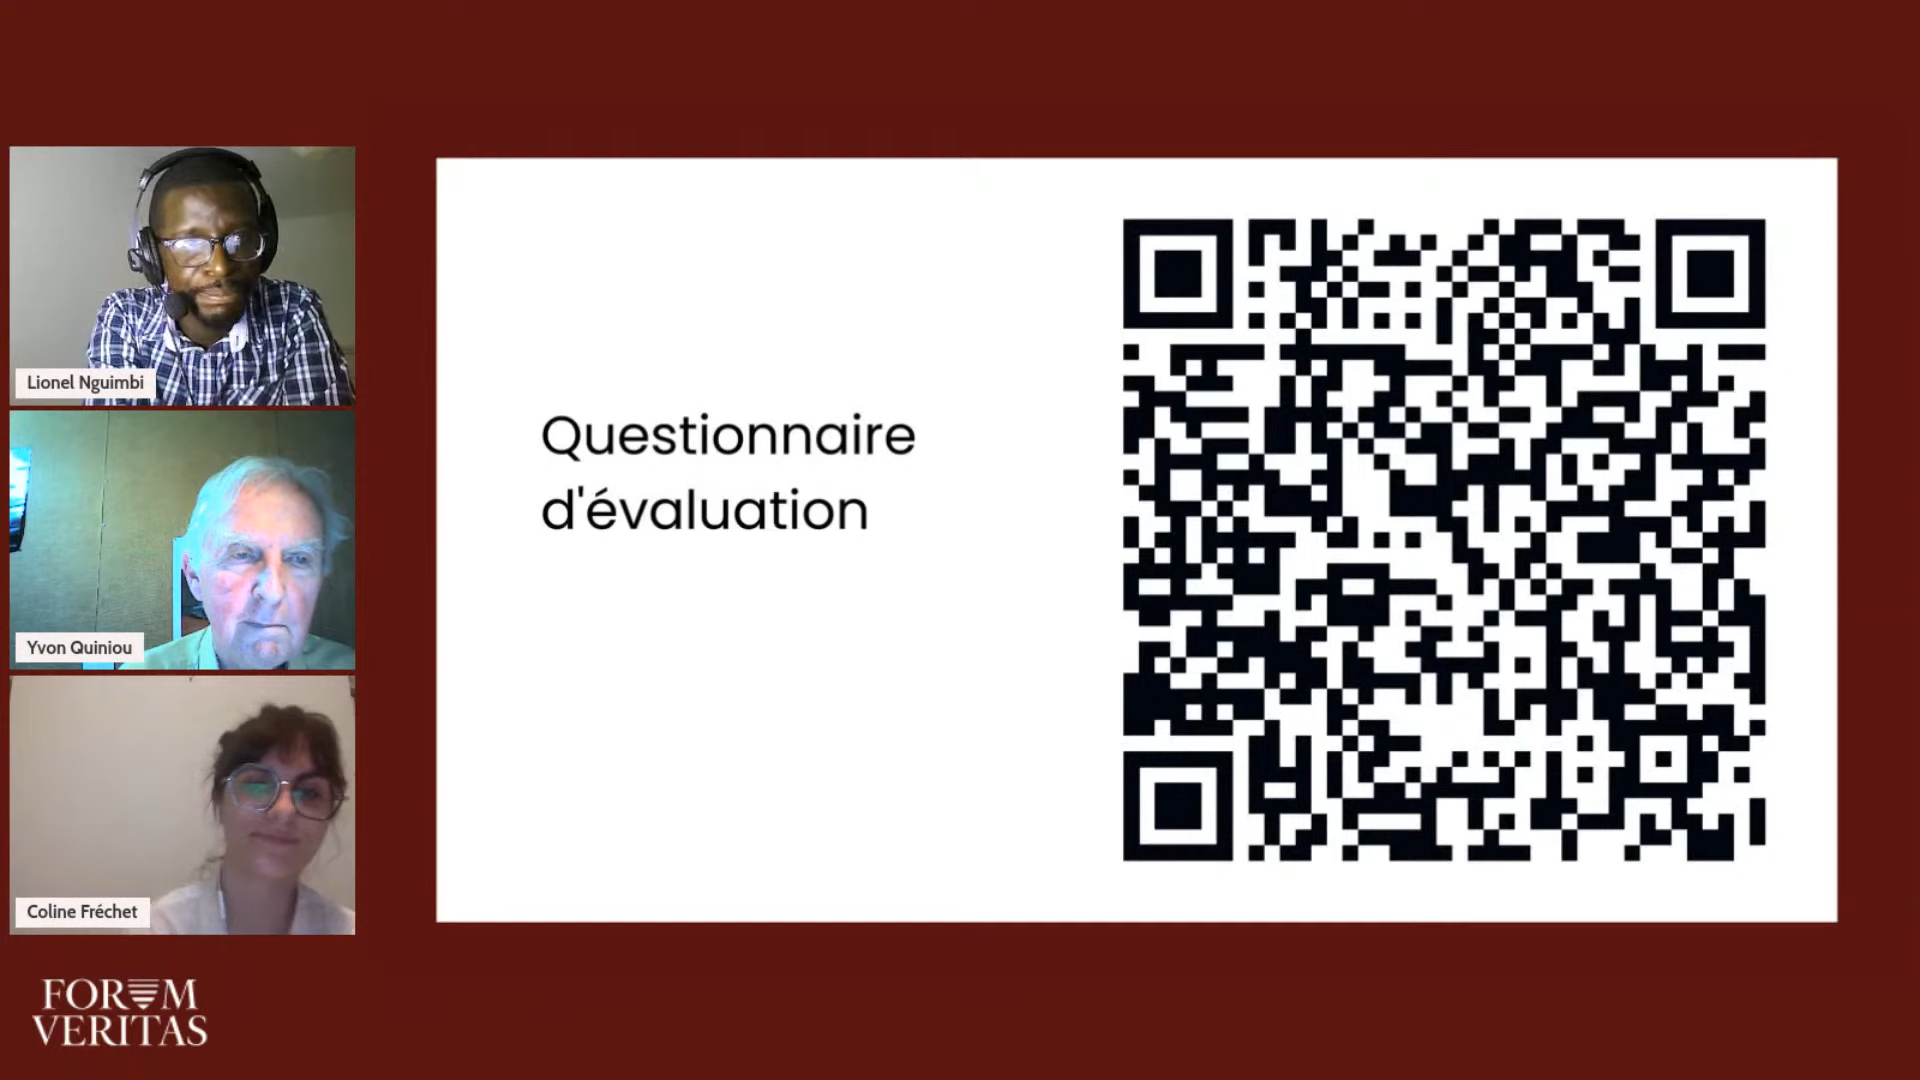 Lionel Nguimbi
Yvon Quiniou
Coline Fréchet
FORUM
VERITAS
Questionnaire
d'évaluation